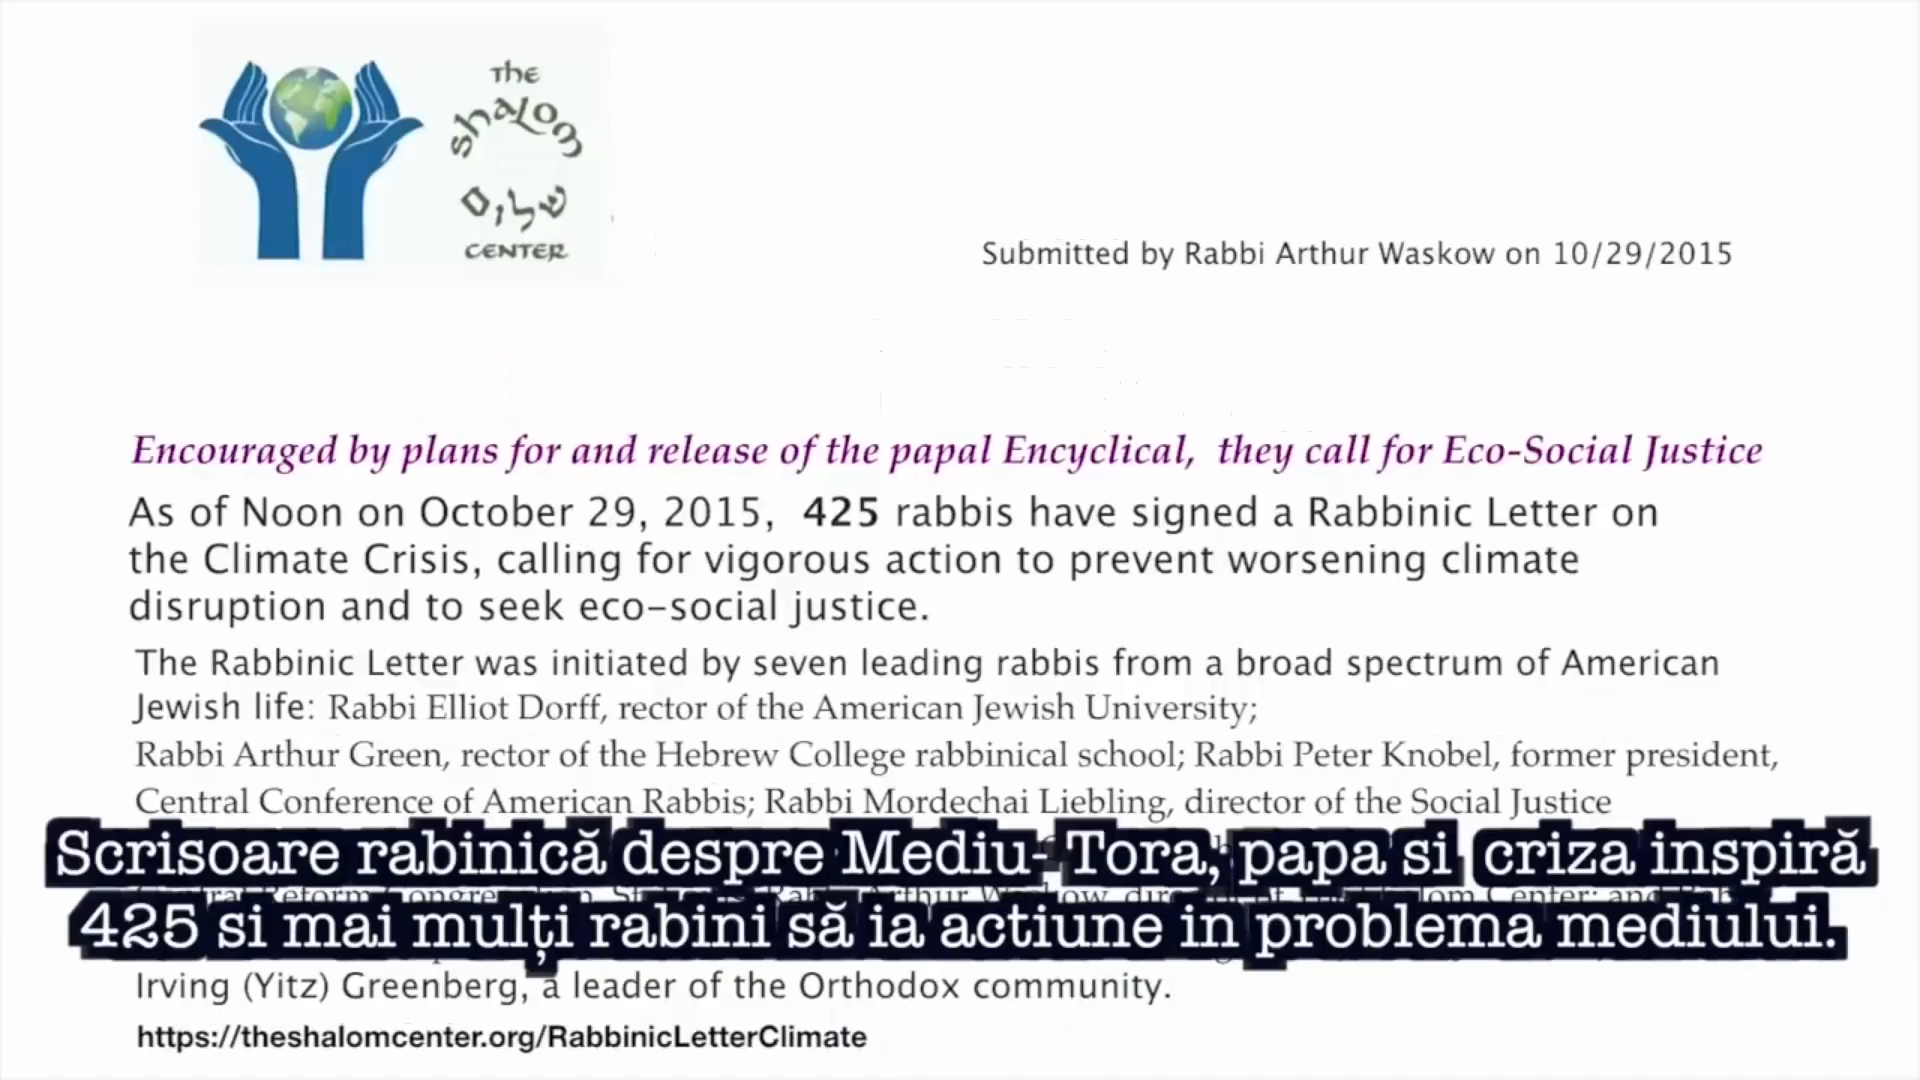 The
Shalom
שלום
CENTER
Submitted by Rabbi Arthur Waskow on 10/29/2015
Encouraged by plans for and release of the papal Encyclical, they call for Eco-Social Justice
As of Noon on October 29, 2015, 425 rabbis have signed a Rabbinic Letter on
the Climate Crisis, calling for vigorous action to prevent worsening climate
disruption and to seek eco-social justice.
The Rabbinic Letter was initiated by seven leading rabbis from a broad spectrum of American
Jewish life: Rabbi Elliot Dorff, rector of the American Jewish University;
Rabbi Arthur Green, rector of the Hebrew College rabbinical school; Rabbi Peter Knobel, former president,
Central Conference of American Rabbis; Rabbi Mordechai Liebling, director of the Social Justice
Scrisoare rabinică despre Mediu- Tora, papa si criza inspiră
425 si mai mulți rabini să ia actiune in problema mediului.
Irving (Yitz) Greenberg, a leader of the Orthodox community.
https://theshalomcenter.org/RabbinicLetterClimate